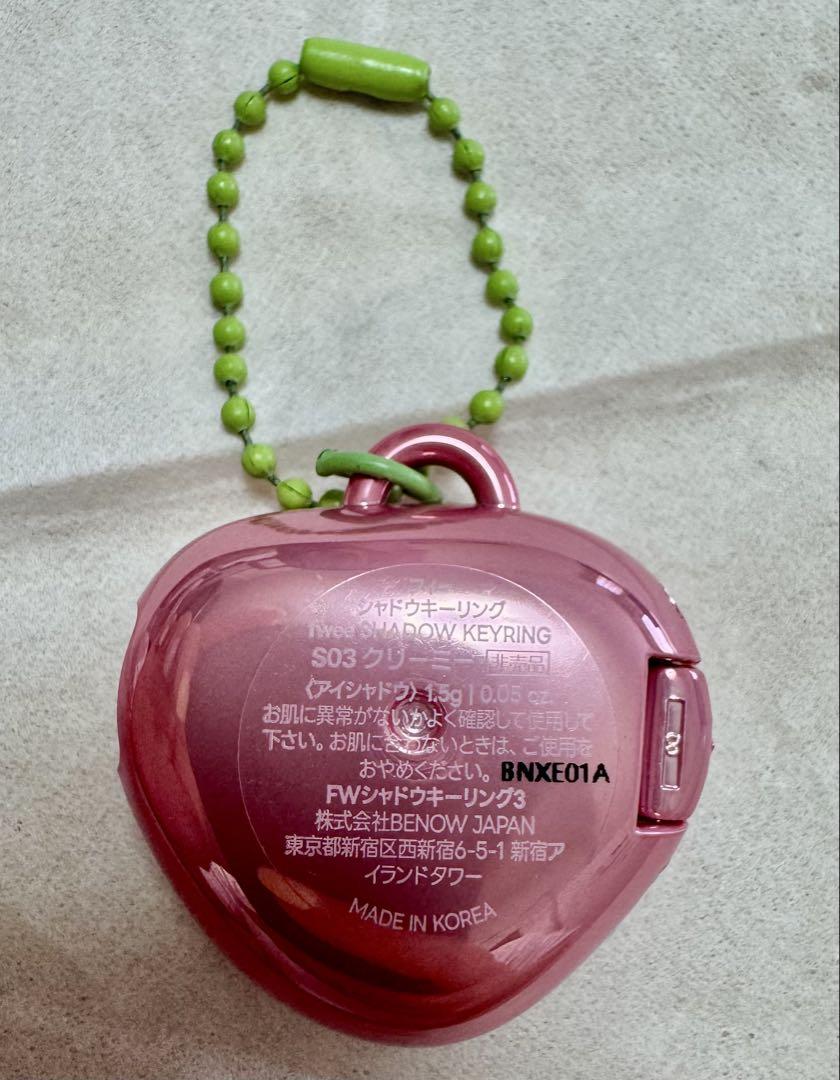 フィー
シャドウキーリング
Twee SHADOW KEYRING
S03 クリーミー 非売品
〈アイシャドウ〉 1.5g | 0.05 oz.
お肌に異常がないかよく確認して使用して
下さい。お肌に合わないときは、ご使用を
おやめください。 BNXE01A
FWシャドウキーリング3
株式会社BENOW JAPAN
東京都新宿区西新宿6-5-1 新宿ア
イランドタワー
MADE IN KOREA